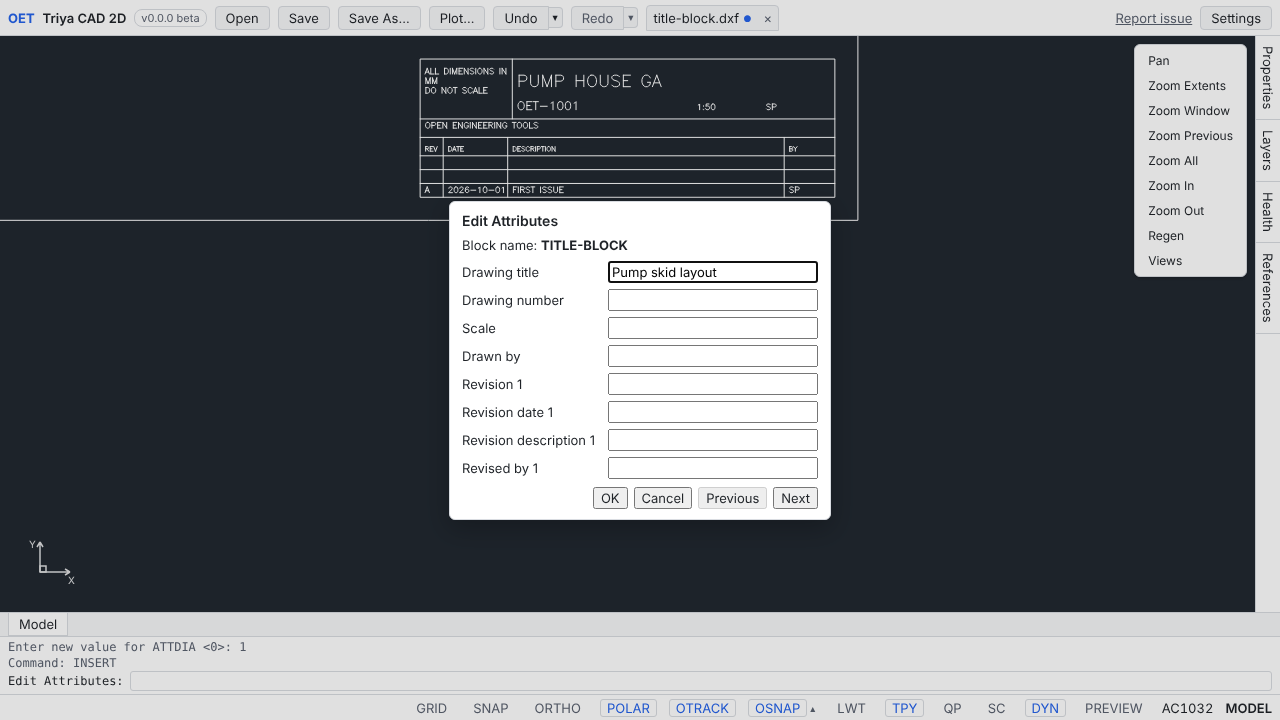 OET Triya CAD 2D v0.0.0 beta Open Save Save As... Plot... Undo ▾ Redo ▾ title-block.dxf ● × Report issue Settings
ALL DIMENSIONS IN
MM
DO NOT SCALE
PUMP HOUSE GA
OET-1001 1:50 SP
OPEN ENGINEERING TOOLS
REV DATE DESCRIPTION BY
A 2026-10-01 FIRST ISSUE SP
Pan
Zoom Extents
Zoom Window
Zoom Previous
Zoom All
Zoom In
Zoom Out
Regen
Views
Properties
Layers
Health
References
Edit Attributes
Block name: TITLE-BLOCK
Drawing title Pump skid layout
Drawing number
Scale
Drawn by
Revision 1
Revision date 1
Revision description 1
Revised by 1
OK Cancel Previous Next
Y
X
Model
Enter new value for ATTDIA <0>: 1
Command: INSERT
Edit Attributes:
GRID SNAP ORTHO POLAR OTRACK OSNAP ▴ LWT TPY QP SC DYN PREVIEW AC1032 MODEL